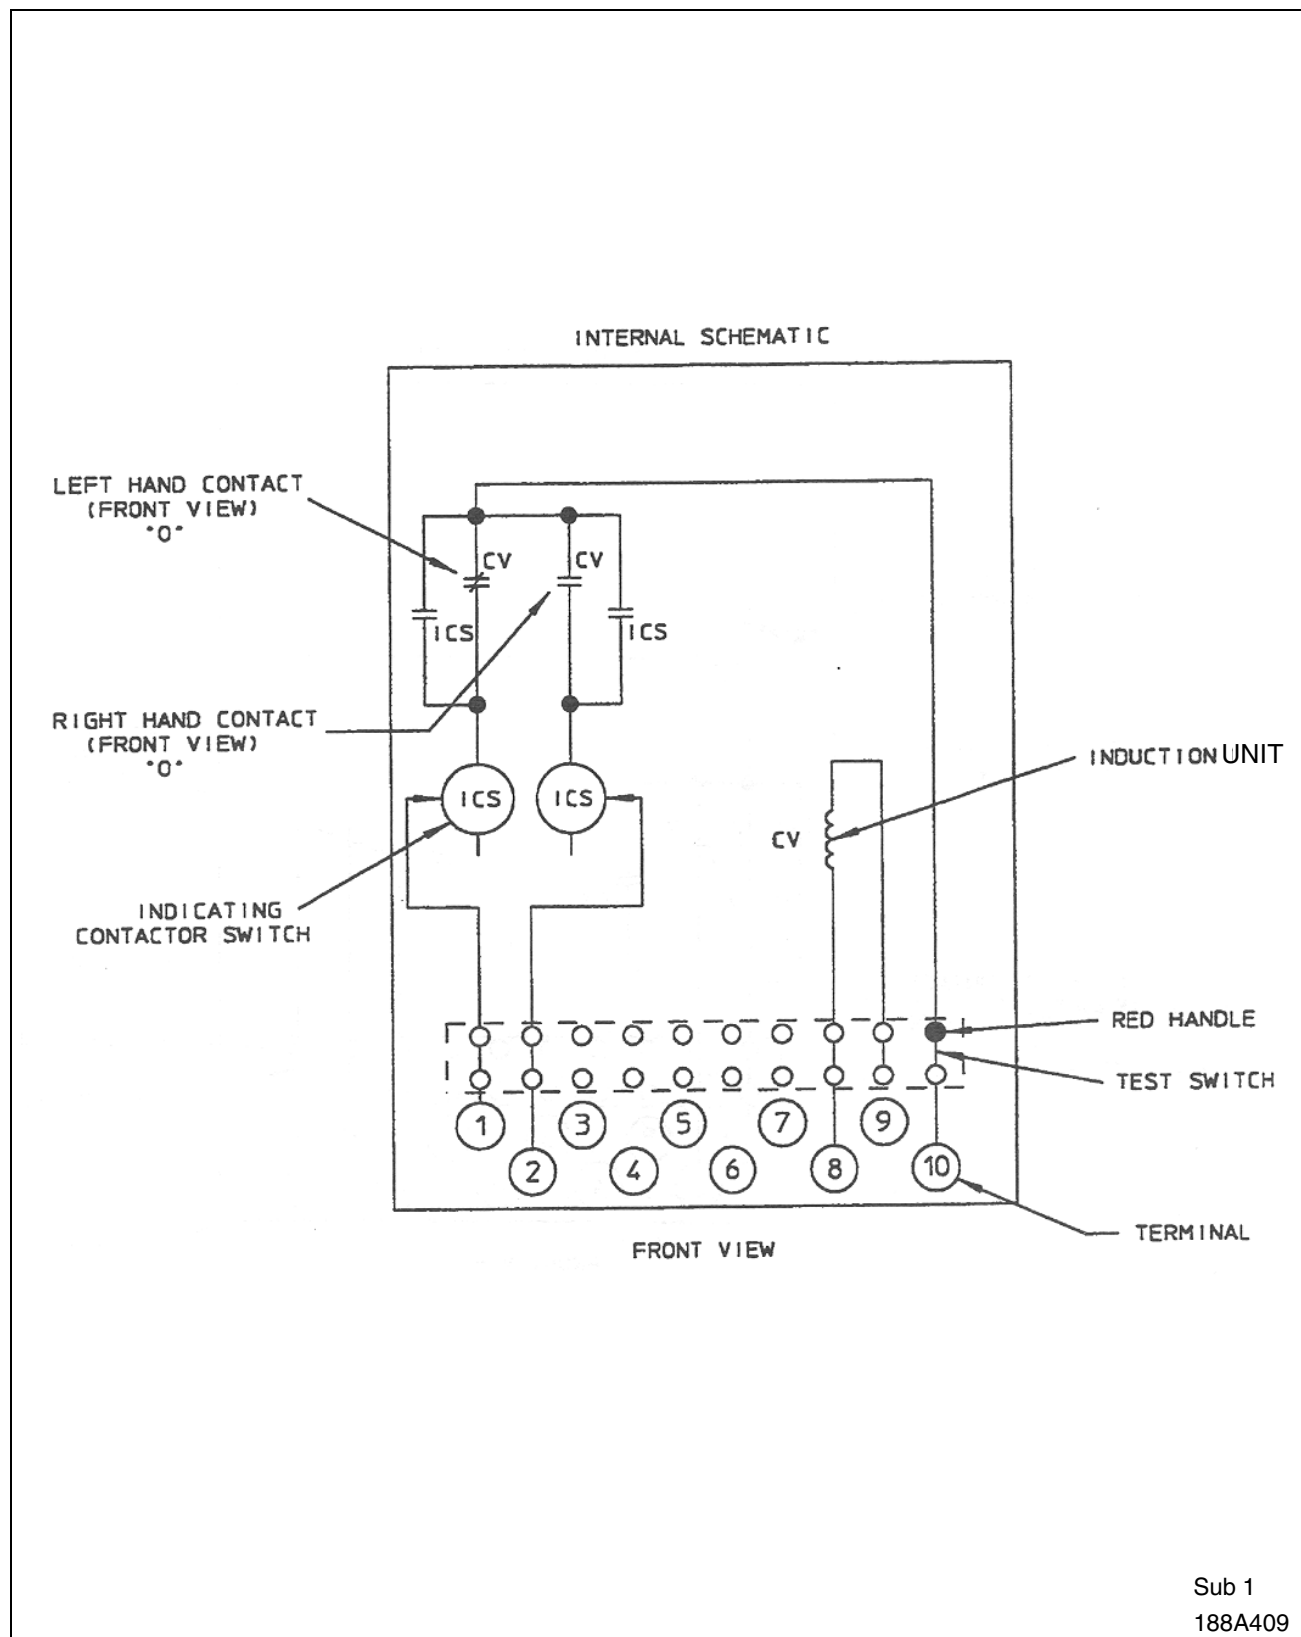 INTERNAL SCHEMATIC
LEFT HAND CONTACT
(FRONT VIEW)
"O"
CV
CV
ICS
ICS
RIGHT HAND CONTACT
(FRONT VIEW)
"O"
INDUCTION UNIT
ICS
ICS
CV
INDICATING
CONTACTOR SWITCH
RED HANDLE
TEST SWITCH
1
3
5
7
9
2
4
6
8
10
TERMINAL
FRONT VIEW
Sub 1
188A409